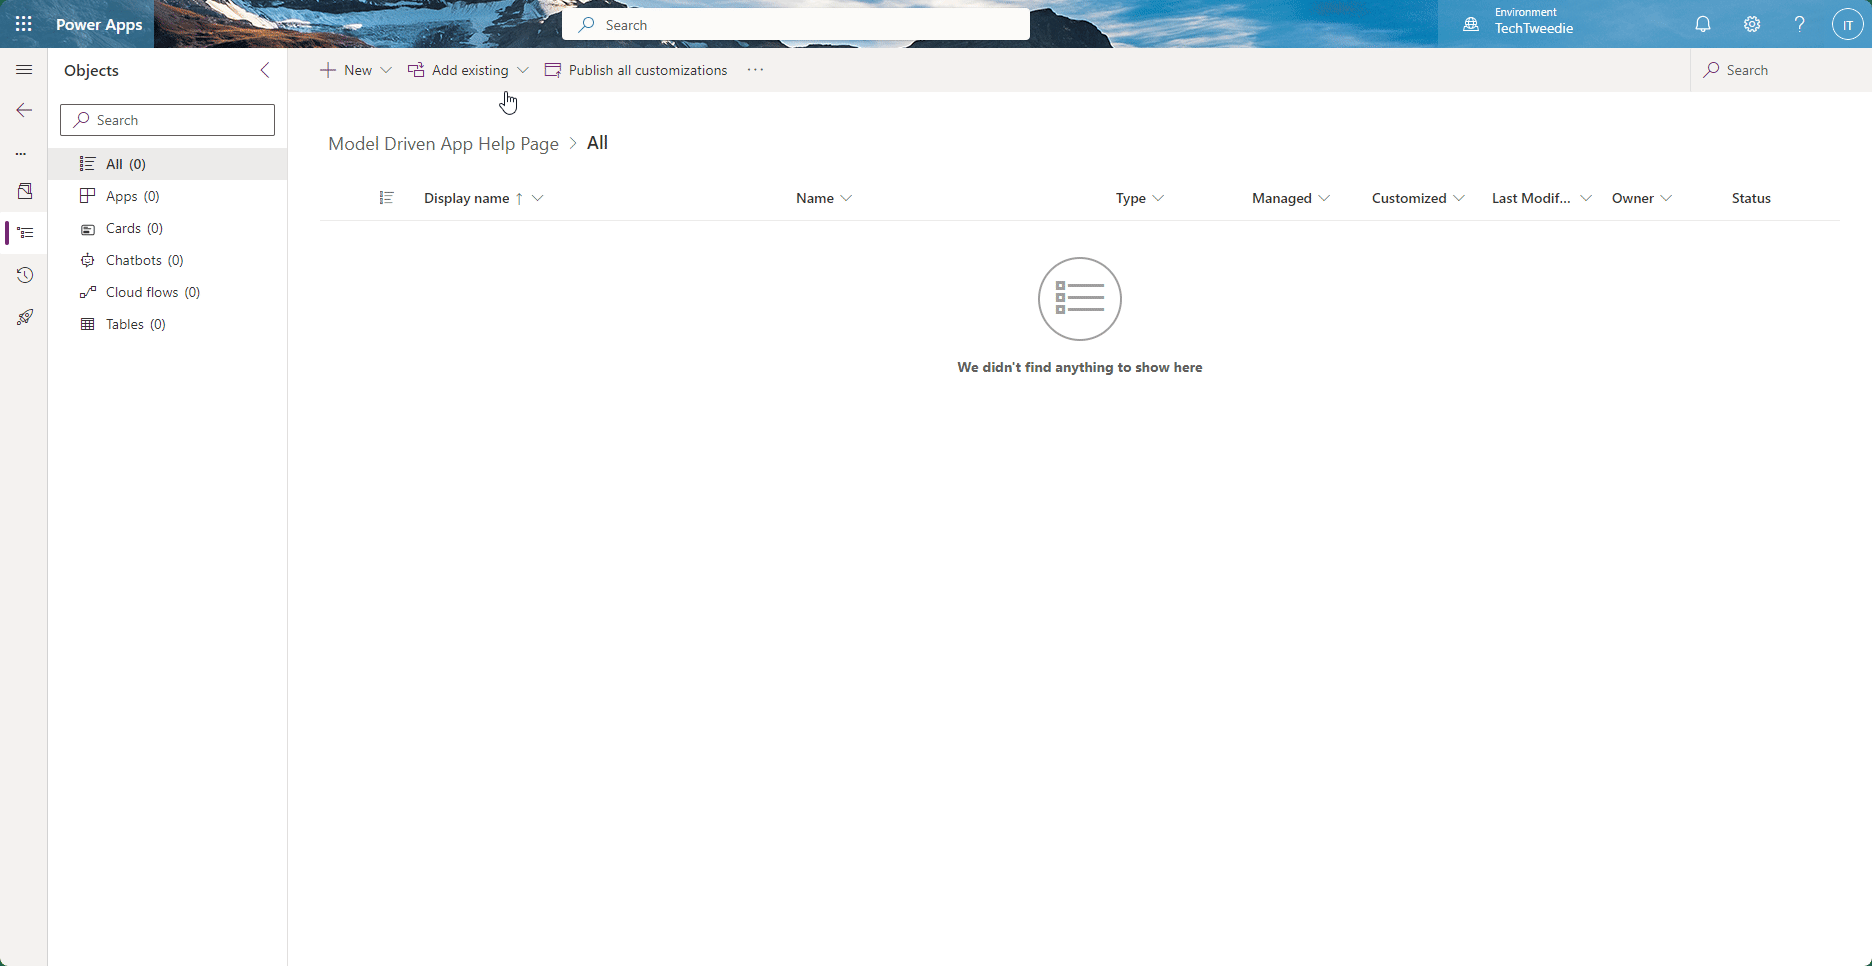 Power Apps
Search
Environment
TechTweedie
?
IT
Objects
New
Add existing
Publish all customizations
...
Search
Search
...
Model Driven App Help Page > All
All (0)
Apps (0)
Cards (0)
Chatbots (0)
Cloud flows (0)
Tables (0)
Display name ↑
Name
Type
Managed
Customized
Last Modif...
Owner
Status
We didn't find anything to show here